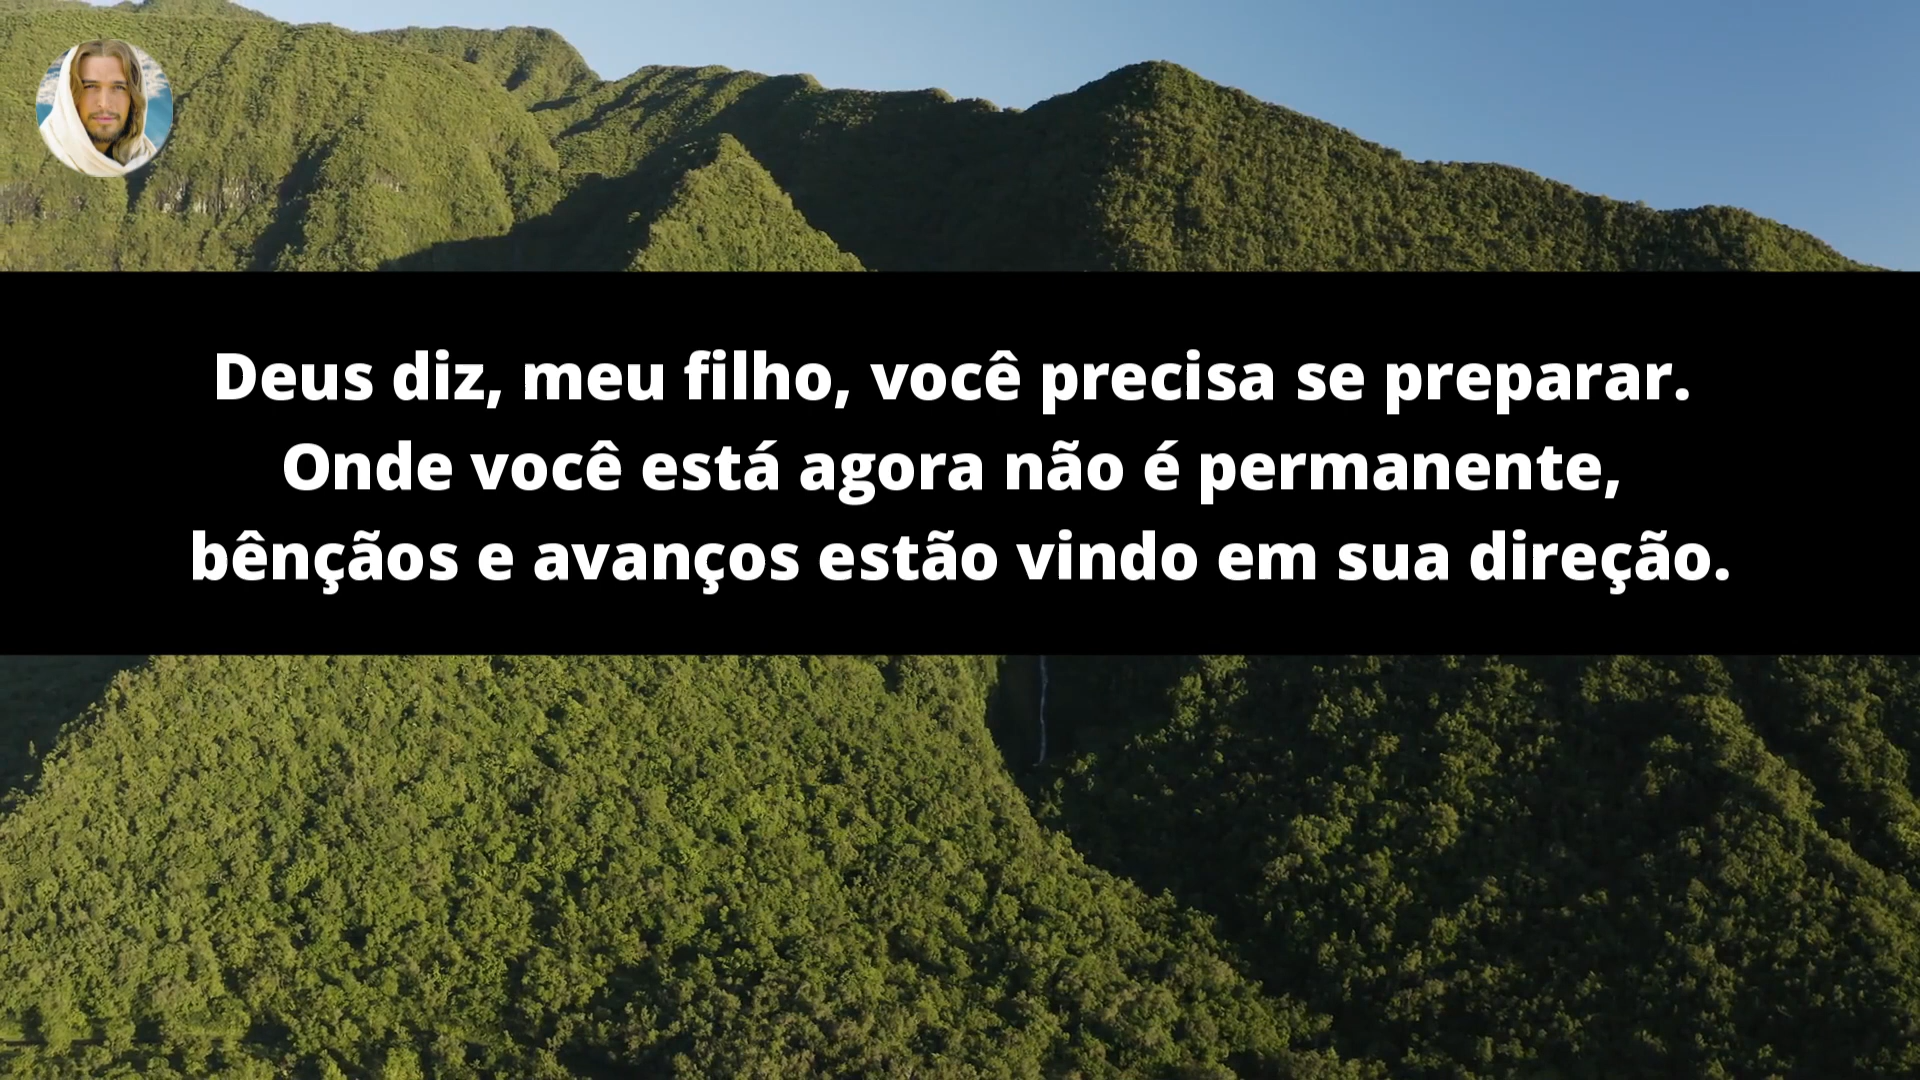 Deus diz, meu filho, você precisa se preparar.
Onde você está agora não é permanente,
bênçãos e avanços estão vindo em sua direção.